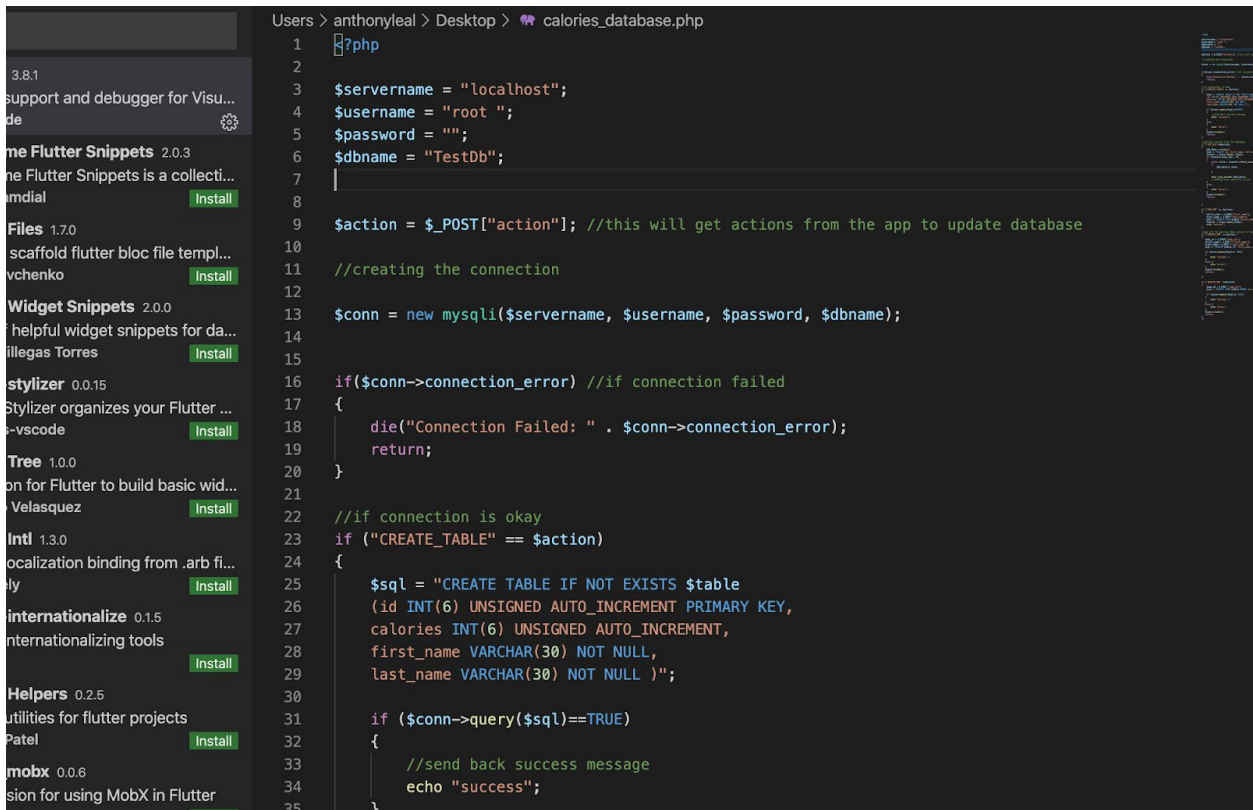 3.8.1
support and debugger for Visu...
de
me Flutter Snippets 2.0.3
me Flutter Snippets is a collecti...
mdial Install
Files 1.7.0
scaffold flutter bloc file templ...
vchenko Install
Widget Snippets 2.0.0
f helpful widget snippets for da...
illegas Torres Install
-stylizer 0.0.15
Stylizer organizes your Flutter ...
s-vscode Install
Tree 1.0.0
on for Flutter to build basic wid...
o Velasquez Install
Intl 1.3.0
ocalization binding from .arb fi...
ely Install
-internationalize 0.1.5
nternationalizing tools
Install
Helpers 0.2.5
utilities for flutter projects
Patel Install
_mobx 0.0.6
sion for using MobX in Flutter
Users > anthonyleal > Desktop > calories_database.php
1 <?php
2
3 $servername = "localhost";
4 $username = "root ";
5 $password = "";
6 $dbname = "TestDb";
7
8
9 $action = $_POST["action"]; //this will get actions from the app to update database
10
11 //creating the connection
12
13 $conn = new mysqli($servername, $username, $password, $dbname);
14
15
16 if($conn->connection_error) //if connection failed
17 {
18 die("Connection Failed: " . $conn->connection_error);
19 return;
20 }
21
22 //if connection is okay
23 if ("CREATE_TABLE" == $action)
24 {
25 $sql = "CREATE TABLE IF NOT EXISTS $table
26 (id INT(6) UNSIGNED AUTO_INCREMENT PRIMARY KEY,
27 calories INT(6) UNSIGNED AUTO_INCREMENT,
28 first_name VARCHAR(30) NOT NULL,
29 last_name VARCHAR(30) NOT NULL )";
30
31 if ($conn->query($sql)==TRUE)
32 {
33 //send back success message
34 echo "success";
35 }